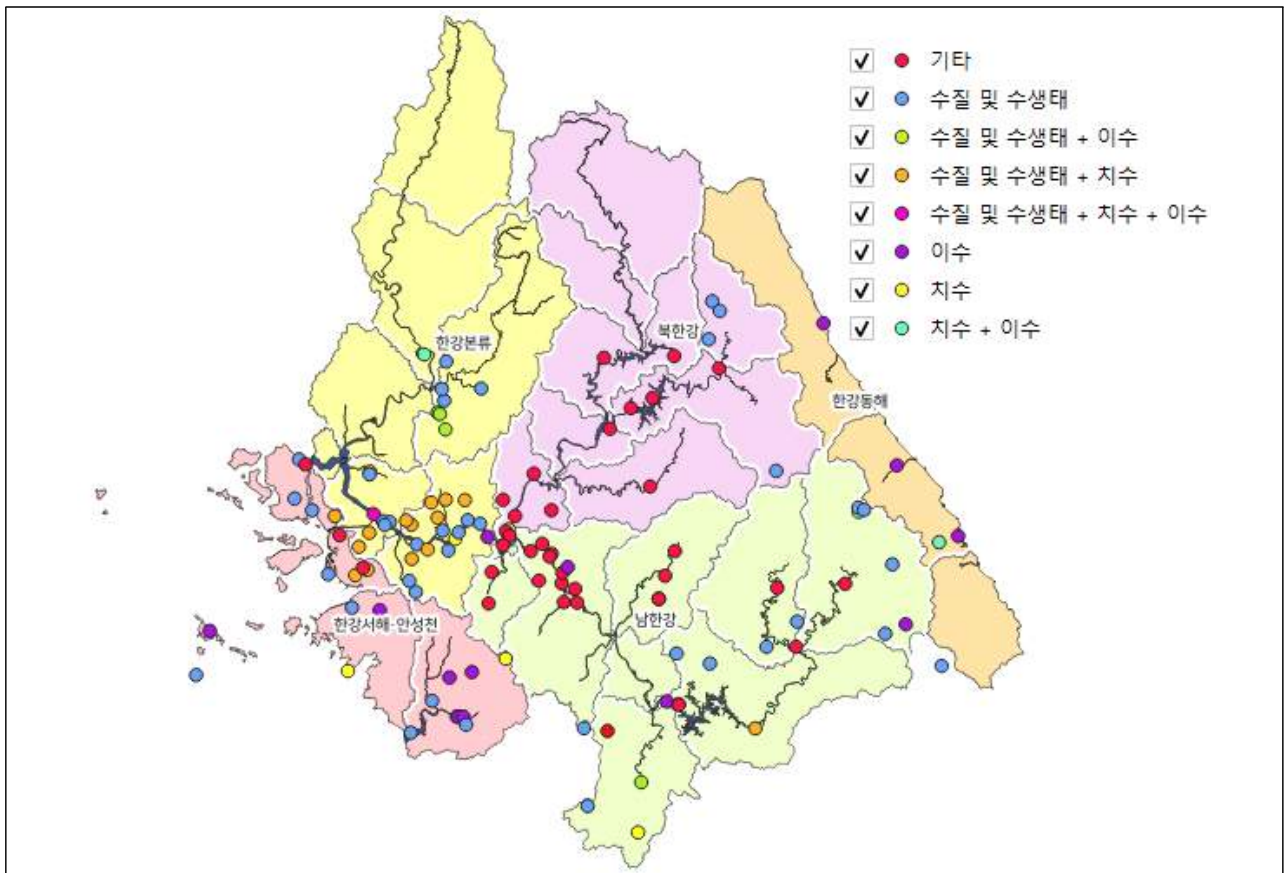 기타
수질 및 수생태
수질 및 수생태 + 이수
수질 및 수생태 + 치수
수질 및 수생태 + 치수 + 이수
이수
치수
치수 + 이수
북한강
한강본류
한강동해
남한강
한강서해-안성천